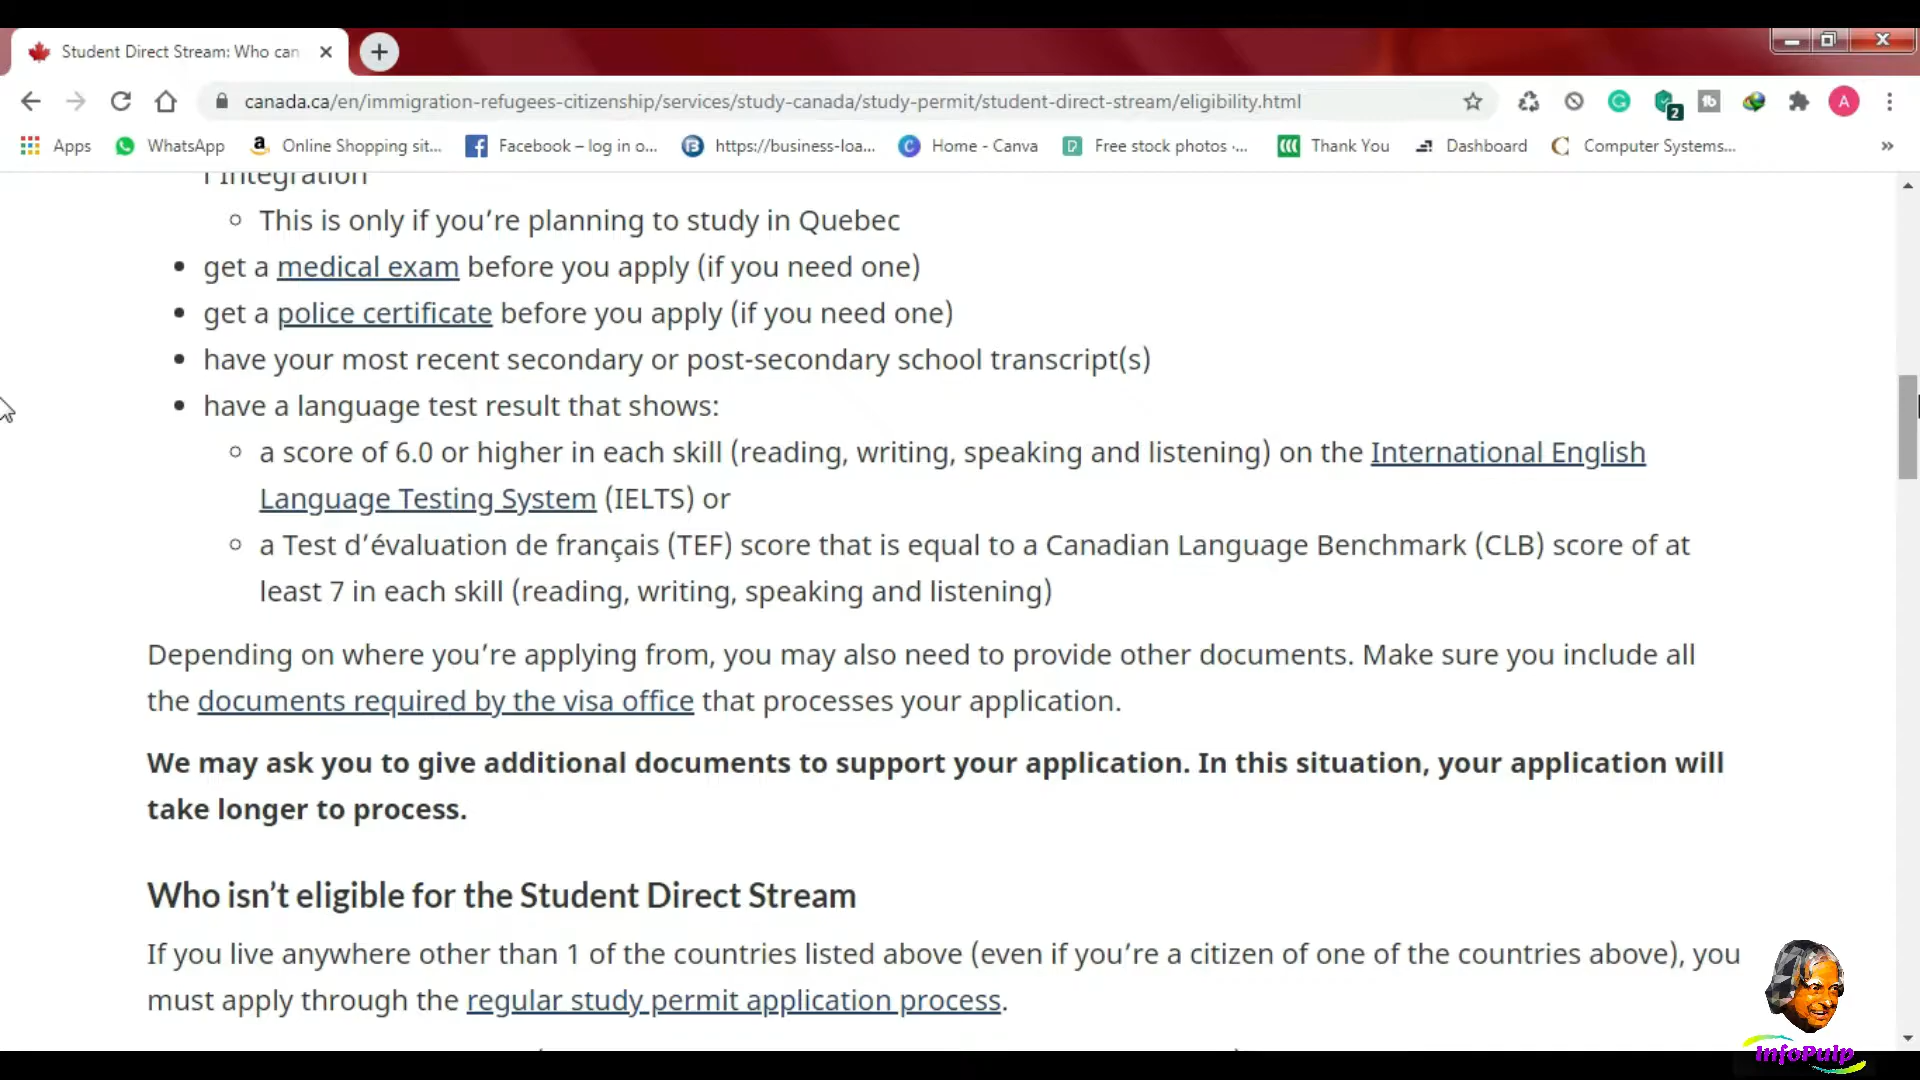 Student Direct Stream: Who can
canada.ca/en/immigration-refugees-citizenship/services/study-canada/study-permit/student-direct-stream/eligibility.html
2
A
Apps
WhatsApp
Online Shopping sit...
Facebook – log in o...
https://business-loa...
Home - Canva
Free stock photos ·...
Thank You
Dashboard
Computer Systems...
»
l'Intégration
This is only if you’re planning to study in Quebec
get a medical exam before you apply (if you need one)
get a police certificate before you apply (if you need one)
have your most recent secondary or post-secondary school transcript(s)
have a language test result that shows:
a score of 6.0 or higher in each skill (reading, writing, speaking and listening) on the International English
Language Testing System (IELTS) or
a Test d’évaluation de français (TEF) score that is equal to a Canadian Language Benchmark (CLB) score of at
least 7 in each skill (reading, writing, speaking and listening)
Depending on where you’re applying from, you may also need to provide other documents. Make sure you include all
the documents required by the visa office that processes your application.
We may ask you to give additional documents to support your application. In this situation, your application will
take longer to process.
Who isn’t eligible for the Student Direct Stream
If you live anywhere other than 1 of the countries listed above (even if you’re a citizen of one of the countries above), you
must apply through the regular study permit application process.
InfoPulp